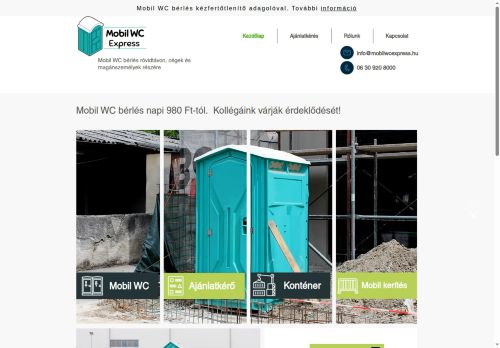 Mobil WC bérlés kézfertőtlenítő adagolóval. További információ
Mobil WC
Express
Mobil WC bérlés rövidtávon, cégek és
magánszemélyek részére
Kezdőlap
Ajánlatkérés
Rólunk
Kapcsolat
info@mobilwcexpress.hu
06 30 920 8000
Mobil WC bérlés napi 980 Ft-tól. Kollégáink várják érdeklődését!
Mobil WC
Ajánlatkérő
Konténer
Mobil kerítés